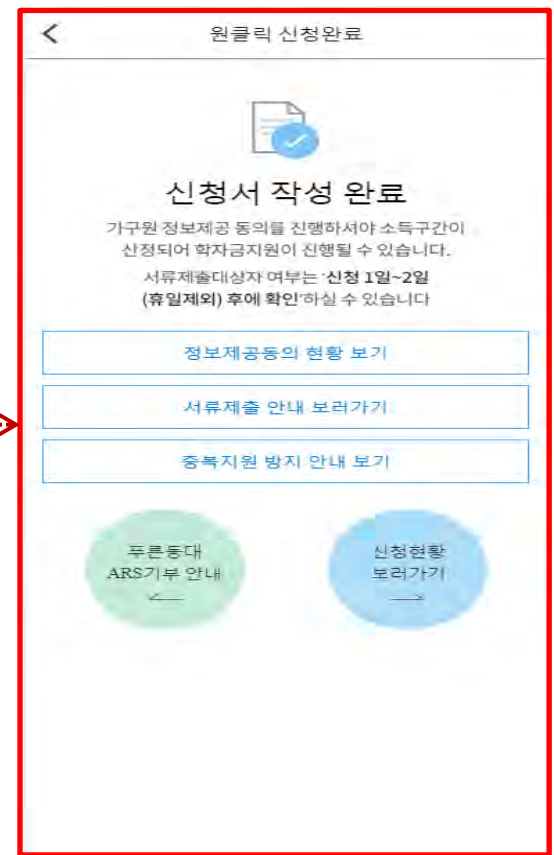 원클릭 신청완료
신청서 작성 완료
가구원 정보제공 동의를 진행하셔야 소득구간이
산정되어 학자금지원이 진행될 수 있습니다.
서류제출대상자 여부는 '신청 1일~2일
(휴일제외) 후에 확인'하실 수 있습니다
정보제공동의 현황 보기
서류제출 안내 보러가기
중복지원 방지 안내 보기
푸른등대
ARS기부 안내
신청현황
보러가기